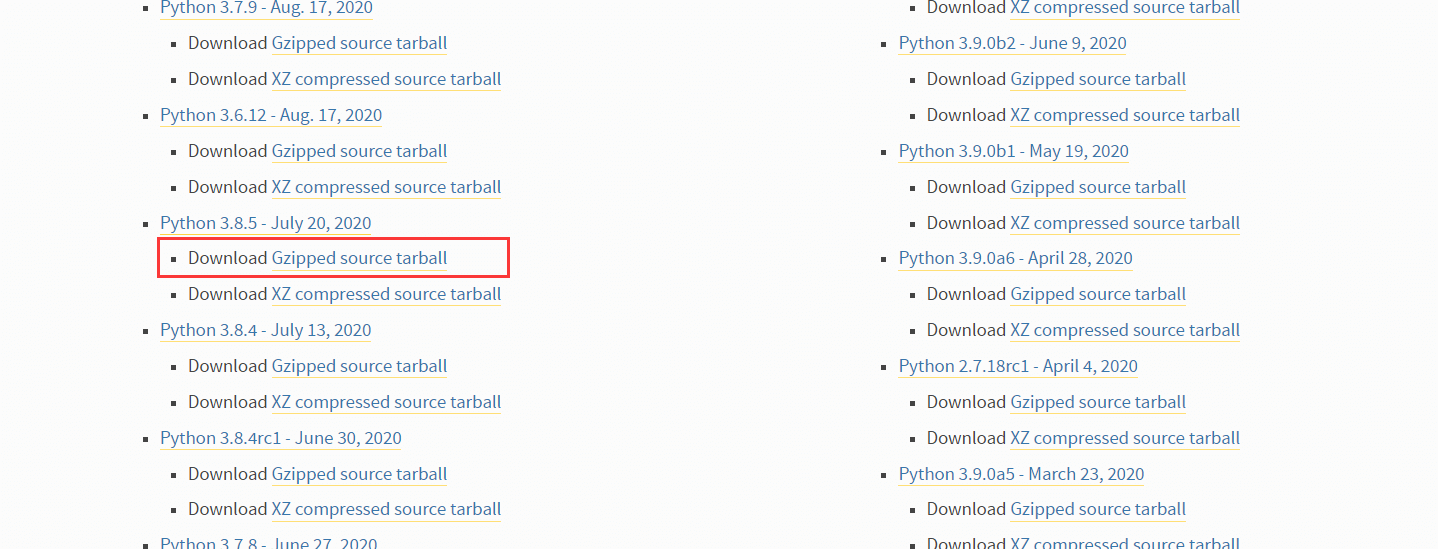 Python 3.7.9 - Aug. 17, 2020
Download Gzipped source tarball
Download XZ compressed source tarball
Python 3.6.12 - Aug. 17, 2020
Download Gzipped source tarball
Download XZ compressed source tarball
Python 3.8.5 - July 20, 2020
Download Gzipped source tarball
Download XZ compressed source tarball
Python 3.8.4 - July 13, 2020
Download Gzipped source tarball
Download XZ compressed source tarball
Python 3.8.4rc1 - June 30, 2020
Download Gzipped source tarball
Download XZ compressed source tarball
Python 3.7.8 - June 27, 2020
Download XZ compressed source tarball
Python 3.9.0b2 - June 9, 2020
Download Gzipped source tarball
Download XZ compressed source tarball
Python 3.9.0b1 - May 19, 2020
Download Gzipped source tarball
Download XZ compressed source tarball
Python 3.9.0a6 - April 28, 2020
Download Gzipped source tarball
Download XZ compressed source tarball
Python 2.7.18rc1 - April 4, 2020
Download Gzipped source tarball
Download XZ compressed source tarball
Python 3.9.0a5 - March 23, 2020
Download Gzipped source tarball
Download XZ compressed source tarball